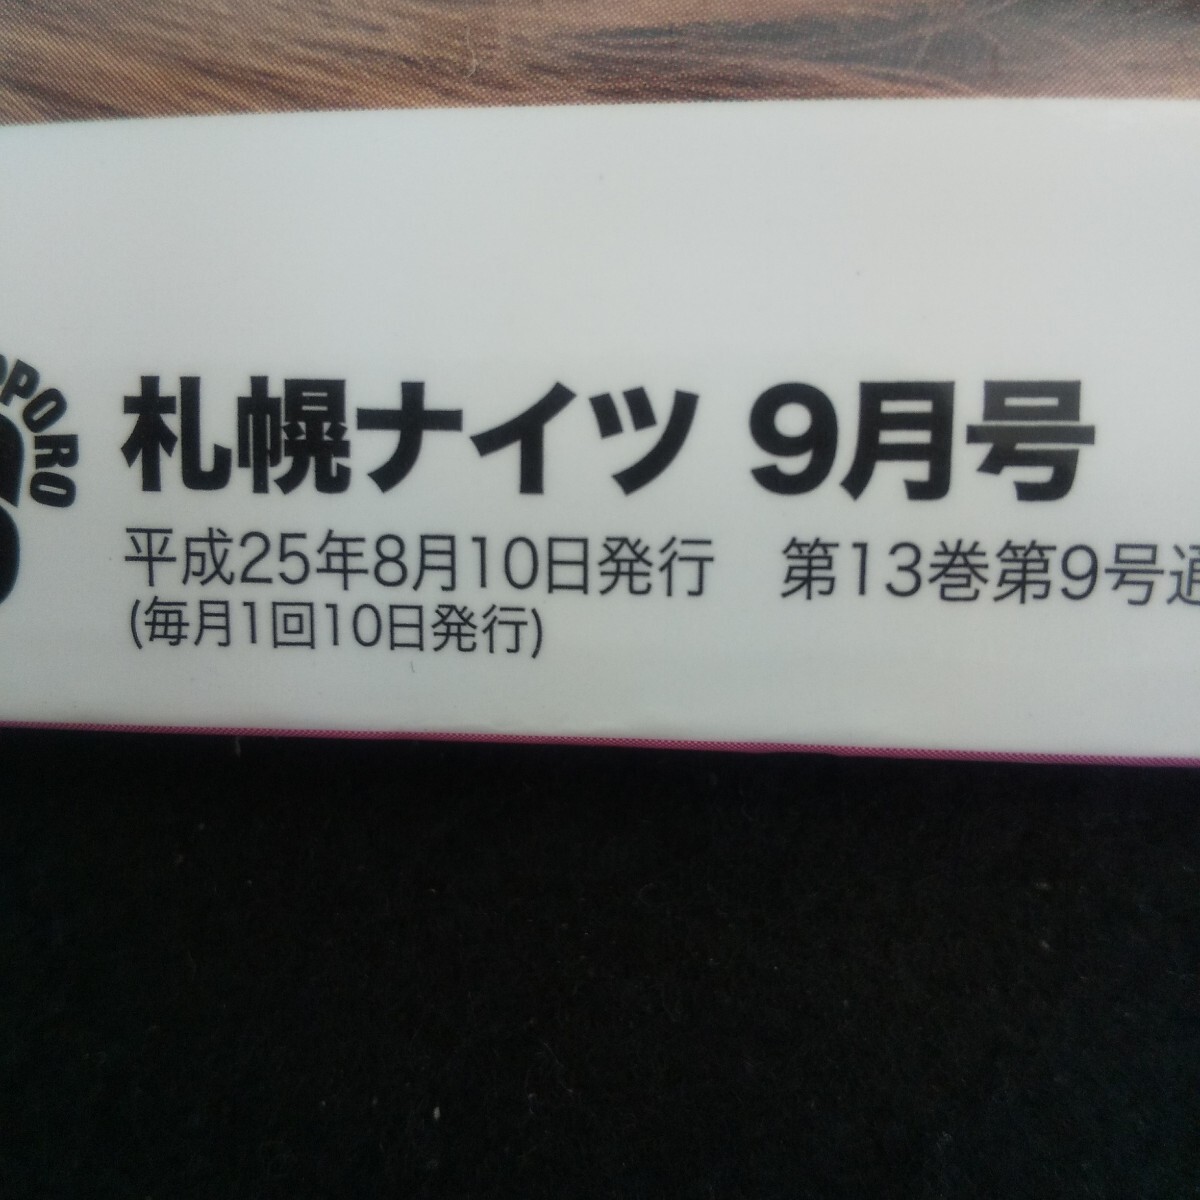 札幌ナイツ 9月号
平成25年8月10日発行　第13巻第9号通
(毎月1回10日発行)